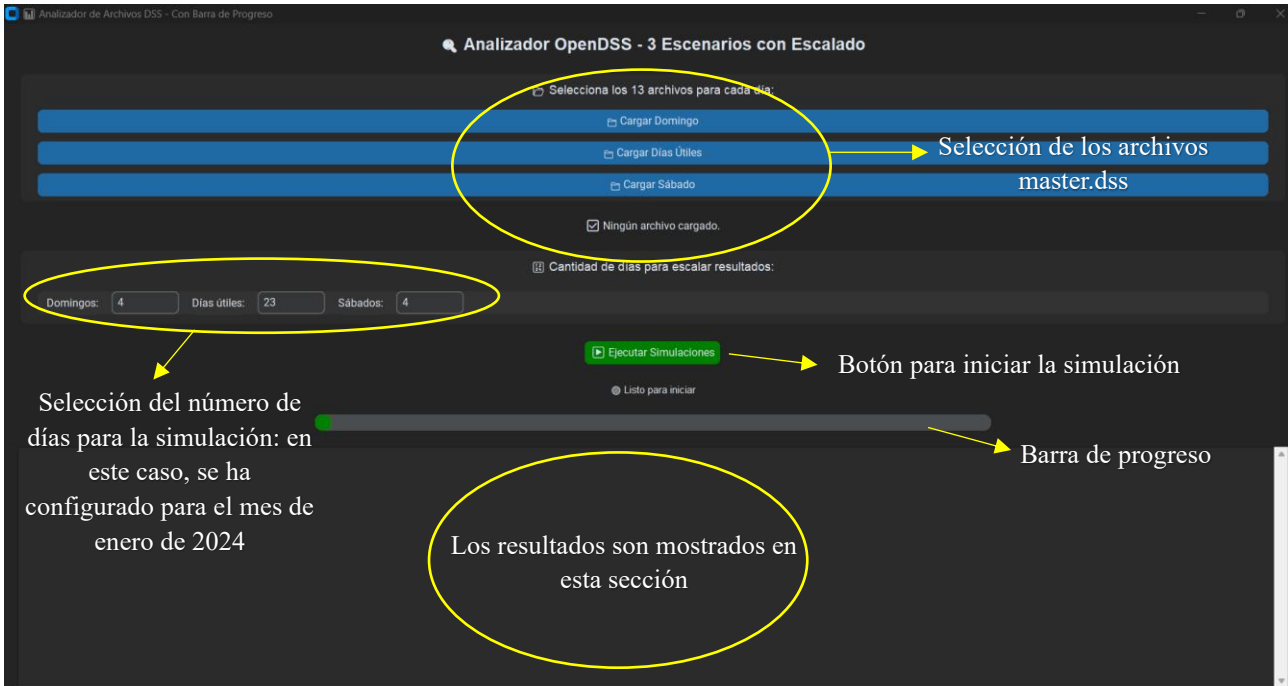 Analizador de Archivos DSS - Con Barra de Progreso
Analizador OpenDSS - 3 Escenarios con Escalado
Selecciona los 13 archivos para cada día:
Cargar Domingo
Cargar Días Útiles
Cargar Sábado
Selección de los archivos
master.dss
Ningún archivo cargado.
Cantidad de días para escalar resultados:
Domingos: 4 Días útiles: 23 Sábados: 4
Ejecutar Simulaciones
Botón para iniciar la simulación
Listo para iniciar
Selección del número de
días para la simulación: en
este caso, se ha
configurado para el mes de
enero de 2024
Barra de progreso
Los resultados son mostrados en
esta sección